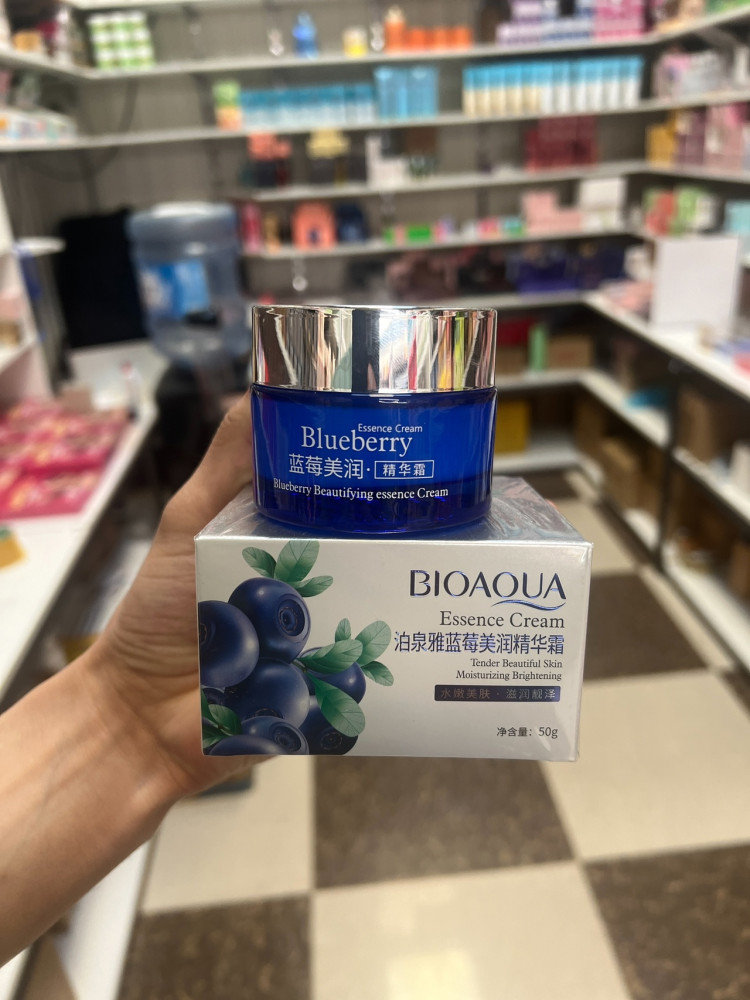 Essence Cream
Blueberry
蓝莓美润·精华霜
Blueberry Beautifying essence Cream
BIOAQUA
Essence Cream
泊泉雅蓝莓美润精华霜
Tender Beautiful Skin
Moisturizing Brightening
水嫩美肤·滋润靓泽
净含量：50g